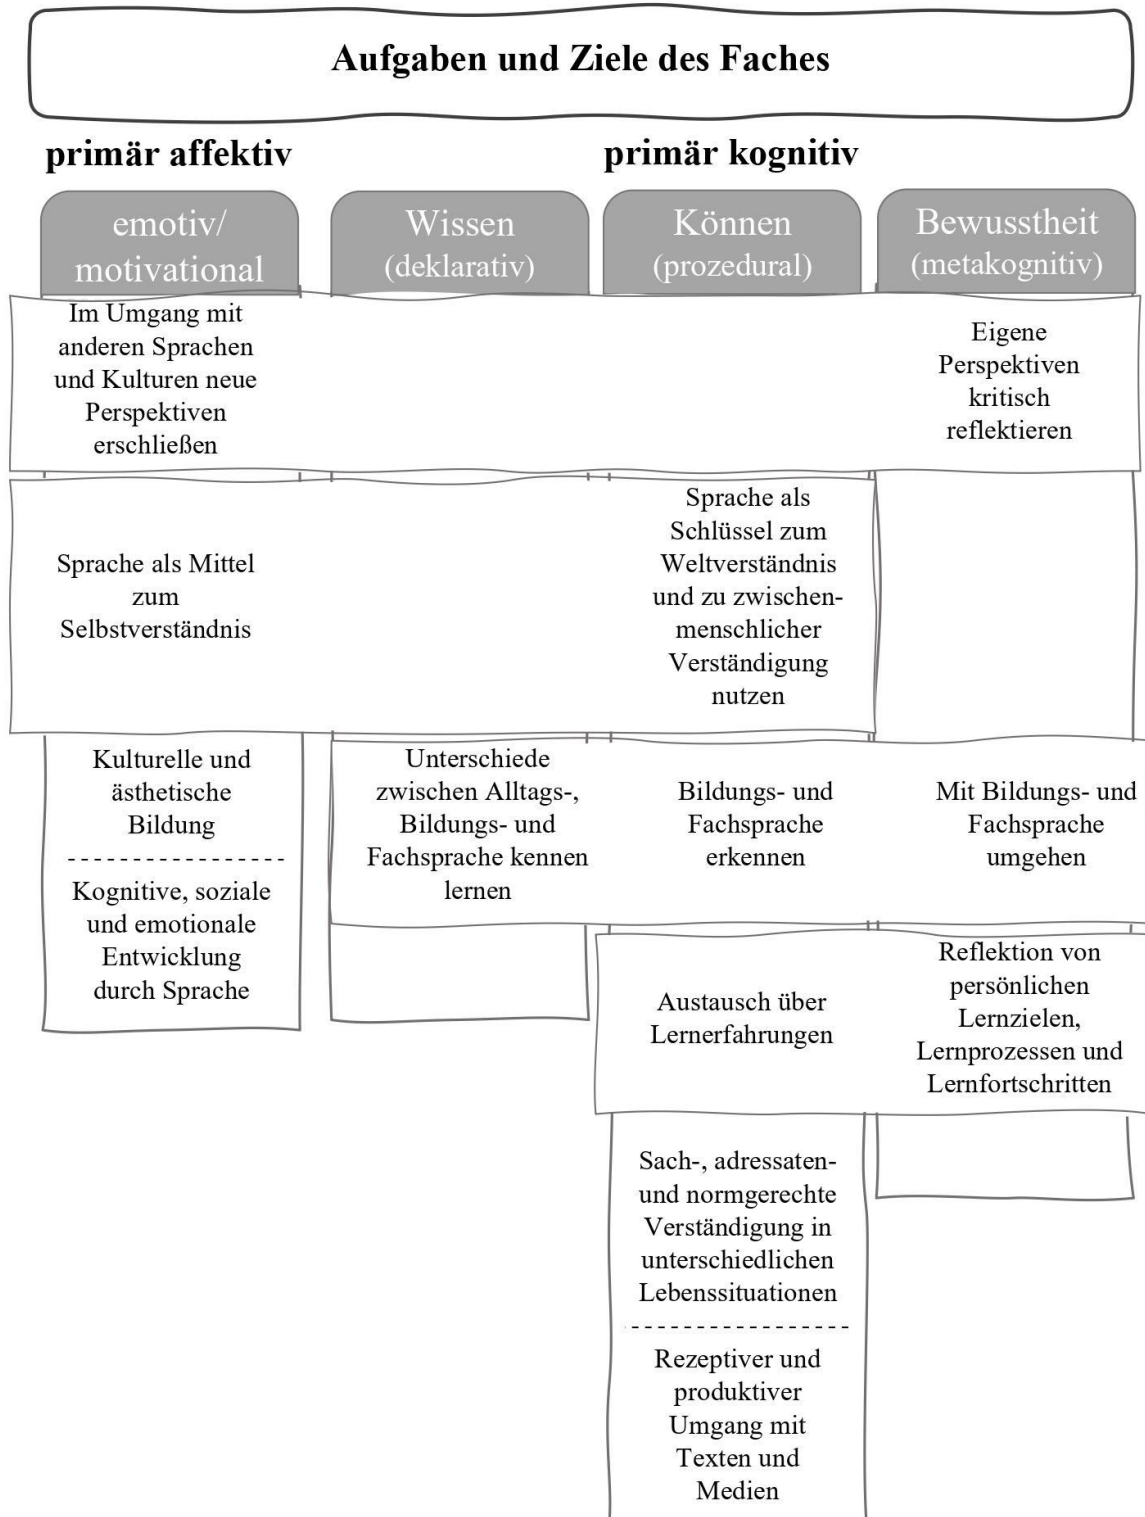 Aufgaben und Ziele des Faches
primär affektiv
primär kognitiv
emotiv/
motivational
Wissen
(deklarativ)
Können
(prozedural)
Bewusstheit
(metakognitiv)
Im Umgang mit
anderen Sprachen
und Kulturen neue
Perspektiven
erschließen
Eigene
Perspektiven
kritisch
reflektieren
Sprache als Mittel
zum
Selbstverständnis
Sprache als
Schlüssel zum
Weltverständnis
und zu zwischen-
menschlicher
Verständigung
nutzen
Kulturelle und
ästhetische
Bildung
Kognitive, soziale
und emotionale
Entwicklung
durch Sprache
Unterschiede
zwischen Alltags-,
Bildungs- und
Fachsprache kennen
lernen
Bildungs- und
Fachsprache
erkennen
Mit Bildungs- und
Fachsprache
umgehen
Austausch über
Lernerfahrungen
Reflektion von
persönlichen
Lernzielen,
Lernprozessen und
Lernfortschritten
Sach-, adressaten-
und normgerechte
Verständigung in
unterschiedlichen
Lebenssituationen
Rezeptiver und
produktiver
Umgang mit
Texten und
Medien